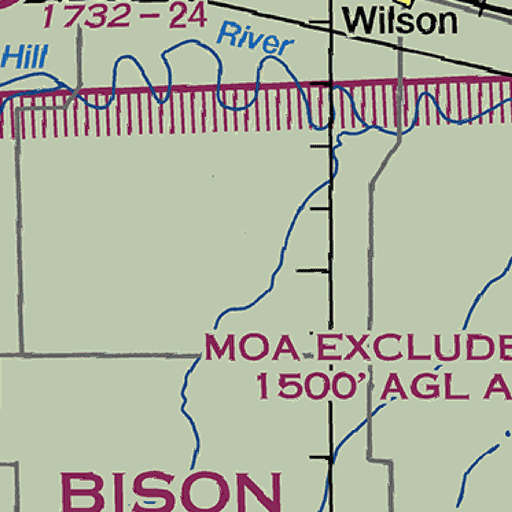 1732-24
River
Wilson
Hill
MOA EXCLUDE
1500' AGL A
BISON